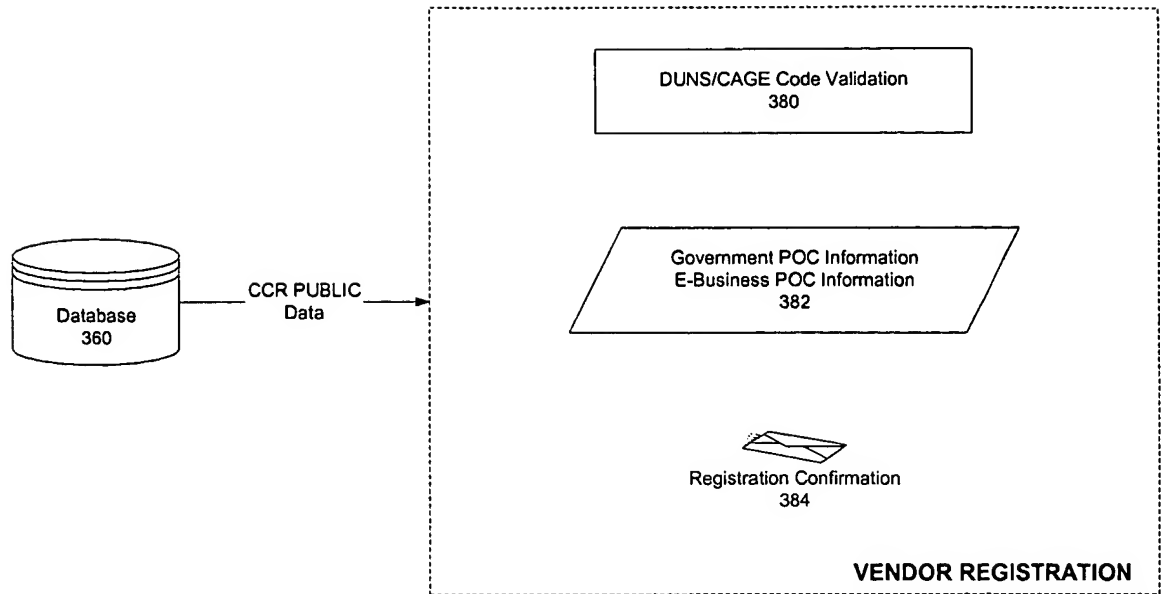 DUNS/CAGE Code Validation
380
Government POC Information
E-Business POC Information
382
CCR PUBLIC
Data
Database
360
Registration Confirmation
384
VENDOR REGISTRATION